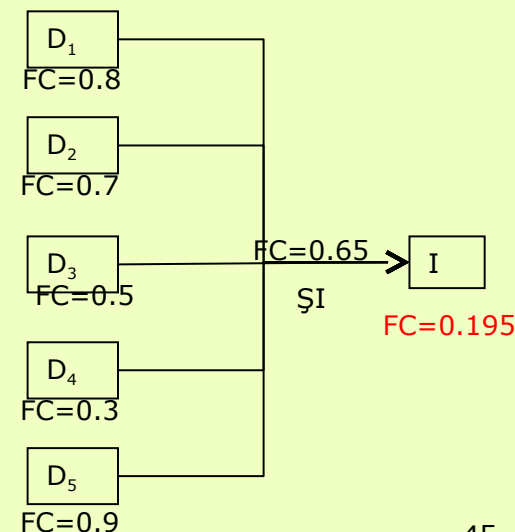 D₁
FC=0.8
D₂
FC=0.7
D₃
FC=0.5
FC=0.65
ŞI
I
FC=0.195
D₄
FC=0.3
D₅
FC=0.9